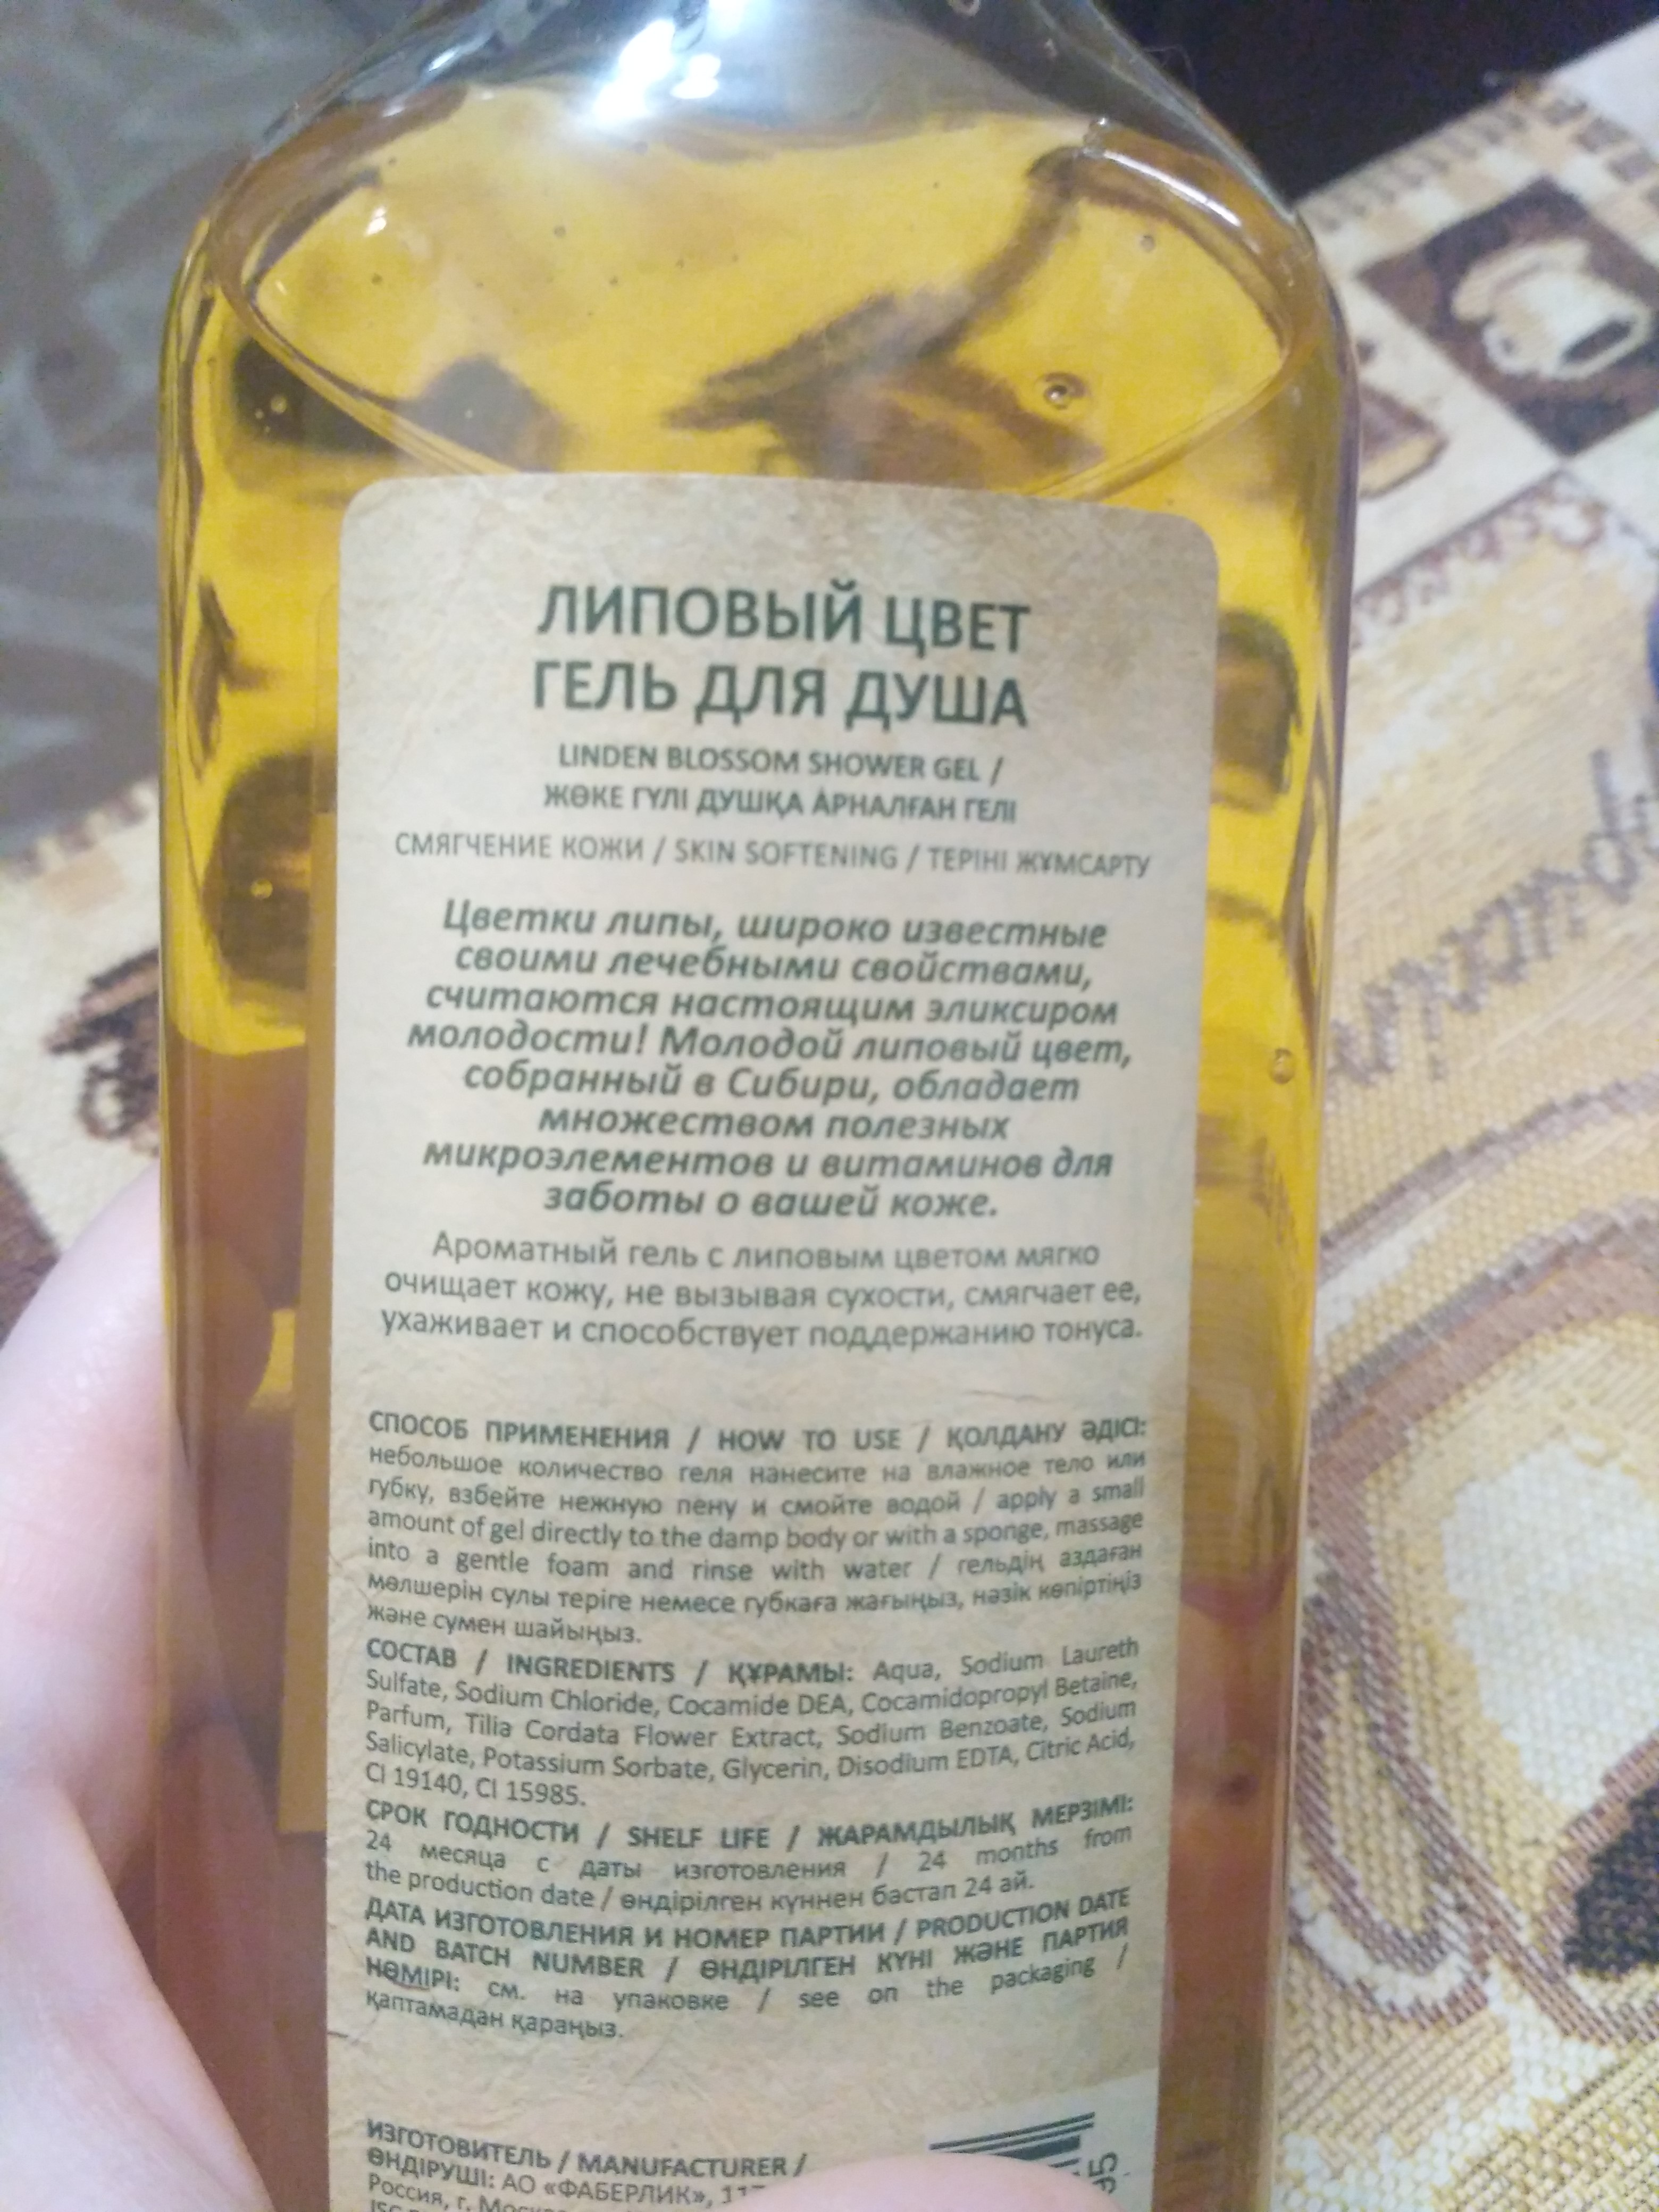 ЛИПОВЫЙ ЦВЕТ
ГЕЛЬ ДЛЯ ДУША
LINDEN BLOSSOM SHOWER GEL /
ЖӨКЕ ГҮЛІ ДУШҚА АРНАЛҒАН ГЕЛІ
СМЯГЧЕНИЕ КОЖИ / SKIN SOFTENING / ТЕРІНІ ЖҰМСАРТУ
Цветки липы, широко известные
своими лечебными свойствами,
считаются настоящим эликсиром
молодости! Молодой липовый цвет,
собранный в Сибири, обладает
множеством полезных
микроэлементов и витаминов для
заботы о вашей коже.
Ароматный гель с липовым цветом мягко
очищает кожу, не вызывая сухости, смягчает ее,
ухаживает и способствует поддержанию тонуса.
СПОСОБ ПРИМЕНЕНИЯ / HOW TO USE / ҚОЛДАНУ ӘДІСІ:
небольшое количество геля нанесите на влажное тело или
губку, взбейте нежную пену и смойте водой / apply a small
amount of gel directly to the damp body or with a sponge, massage
into a gentle foam and rinse with water / гельдің аздаған
мөлшерін сулы теріге немесе губкаға жағыңыз, нәзік көпіртіңіз
және сумен шайыңыз.
СОСТАВ / INGREDIENTS / ҚҰРАМЫ: Aqua, Sodium Laureth
Sulfate, Sodium Chloride, Cocamide DEA, Cocamidopropyl Betaine,
Parfum, Tilia Cordata Flower Extract, Sodium Benzoate, Sodium
Salicylate, Potassium Sorbate, Glycerin, Disodium EDTA, Citric Acid,
CI 19140, CI 15985.
СРОК ГОДНОСТИ / SHELF LIFE / ЖАРАМДЫЛЫҚ МЕРЗІМІ:
24 месяца с даты изготовления / 24 months from
the production date / өндірілген күннен бастап 24 ай.
ДАТА ИЗГОТОВЛЕНИЯ И НОМЕР ПАРТИИ / PRODUCTION DATE
AND BATCH NUMBER / ӨНДІРІЛГЕН КҮНІ ЖӘНЕ ПАРТИЯ
НӨМІРІ: см. на упаковке / see on the packaging /
қаптамадан қараңыз.
ИЗГОТОВИТЕЛЬ / MANUFACTURER /
ӨНДІРУШІ: АО «ФАБЕРЛИК», 117
Россия, г.